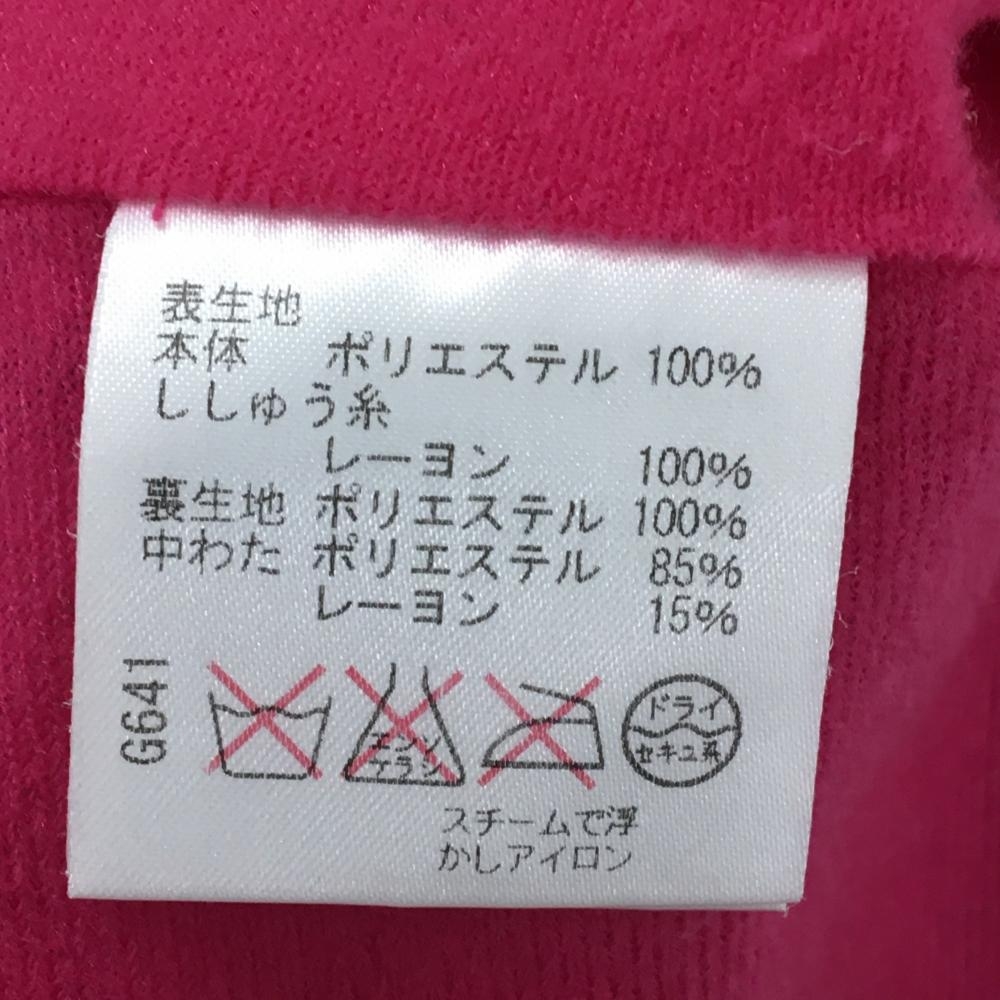 表生地
本体 ポリエステル 100%
ししゅう糸
レーヨン 100%
裏生地 ポリエステル 100%
中わた ポリエステル 85%
レーヨン 15%
G641
エンソ
ケラシ
ドライ
セキユ系
スチームで浮
かしアイロン